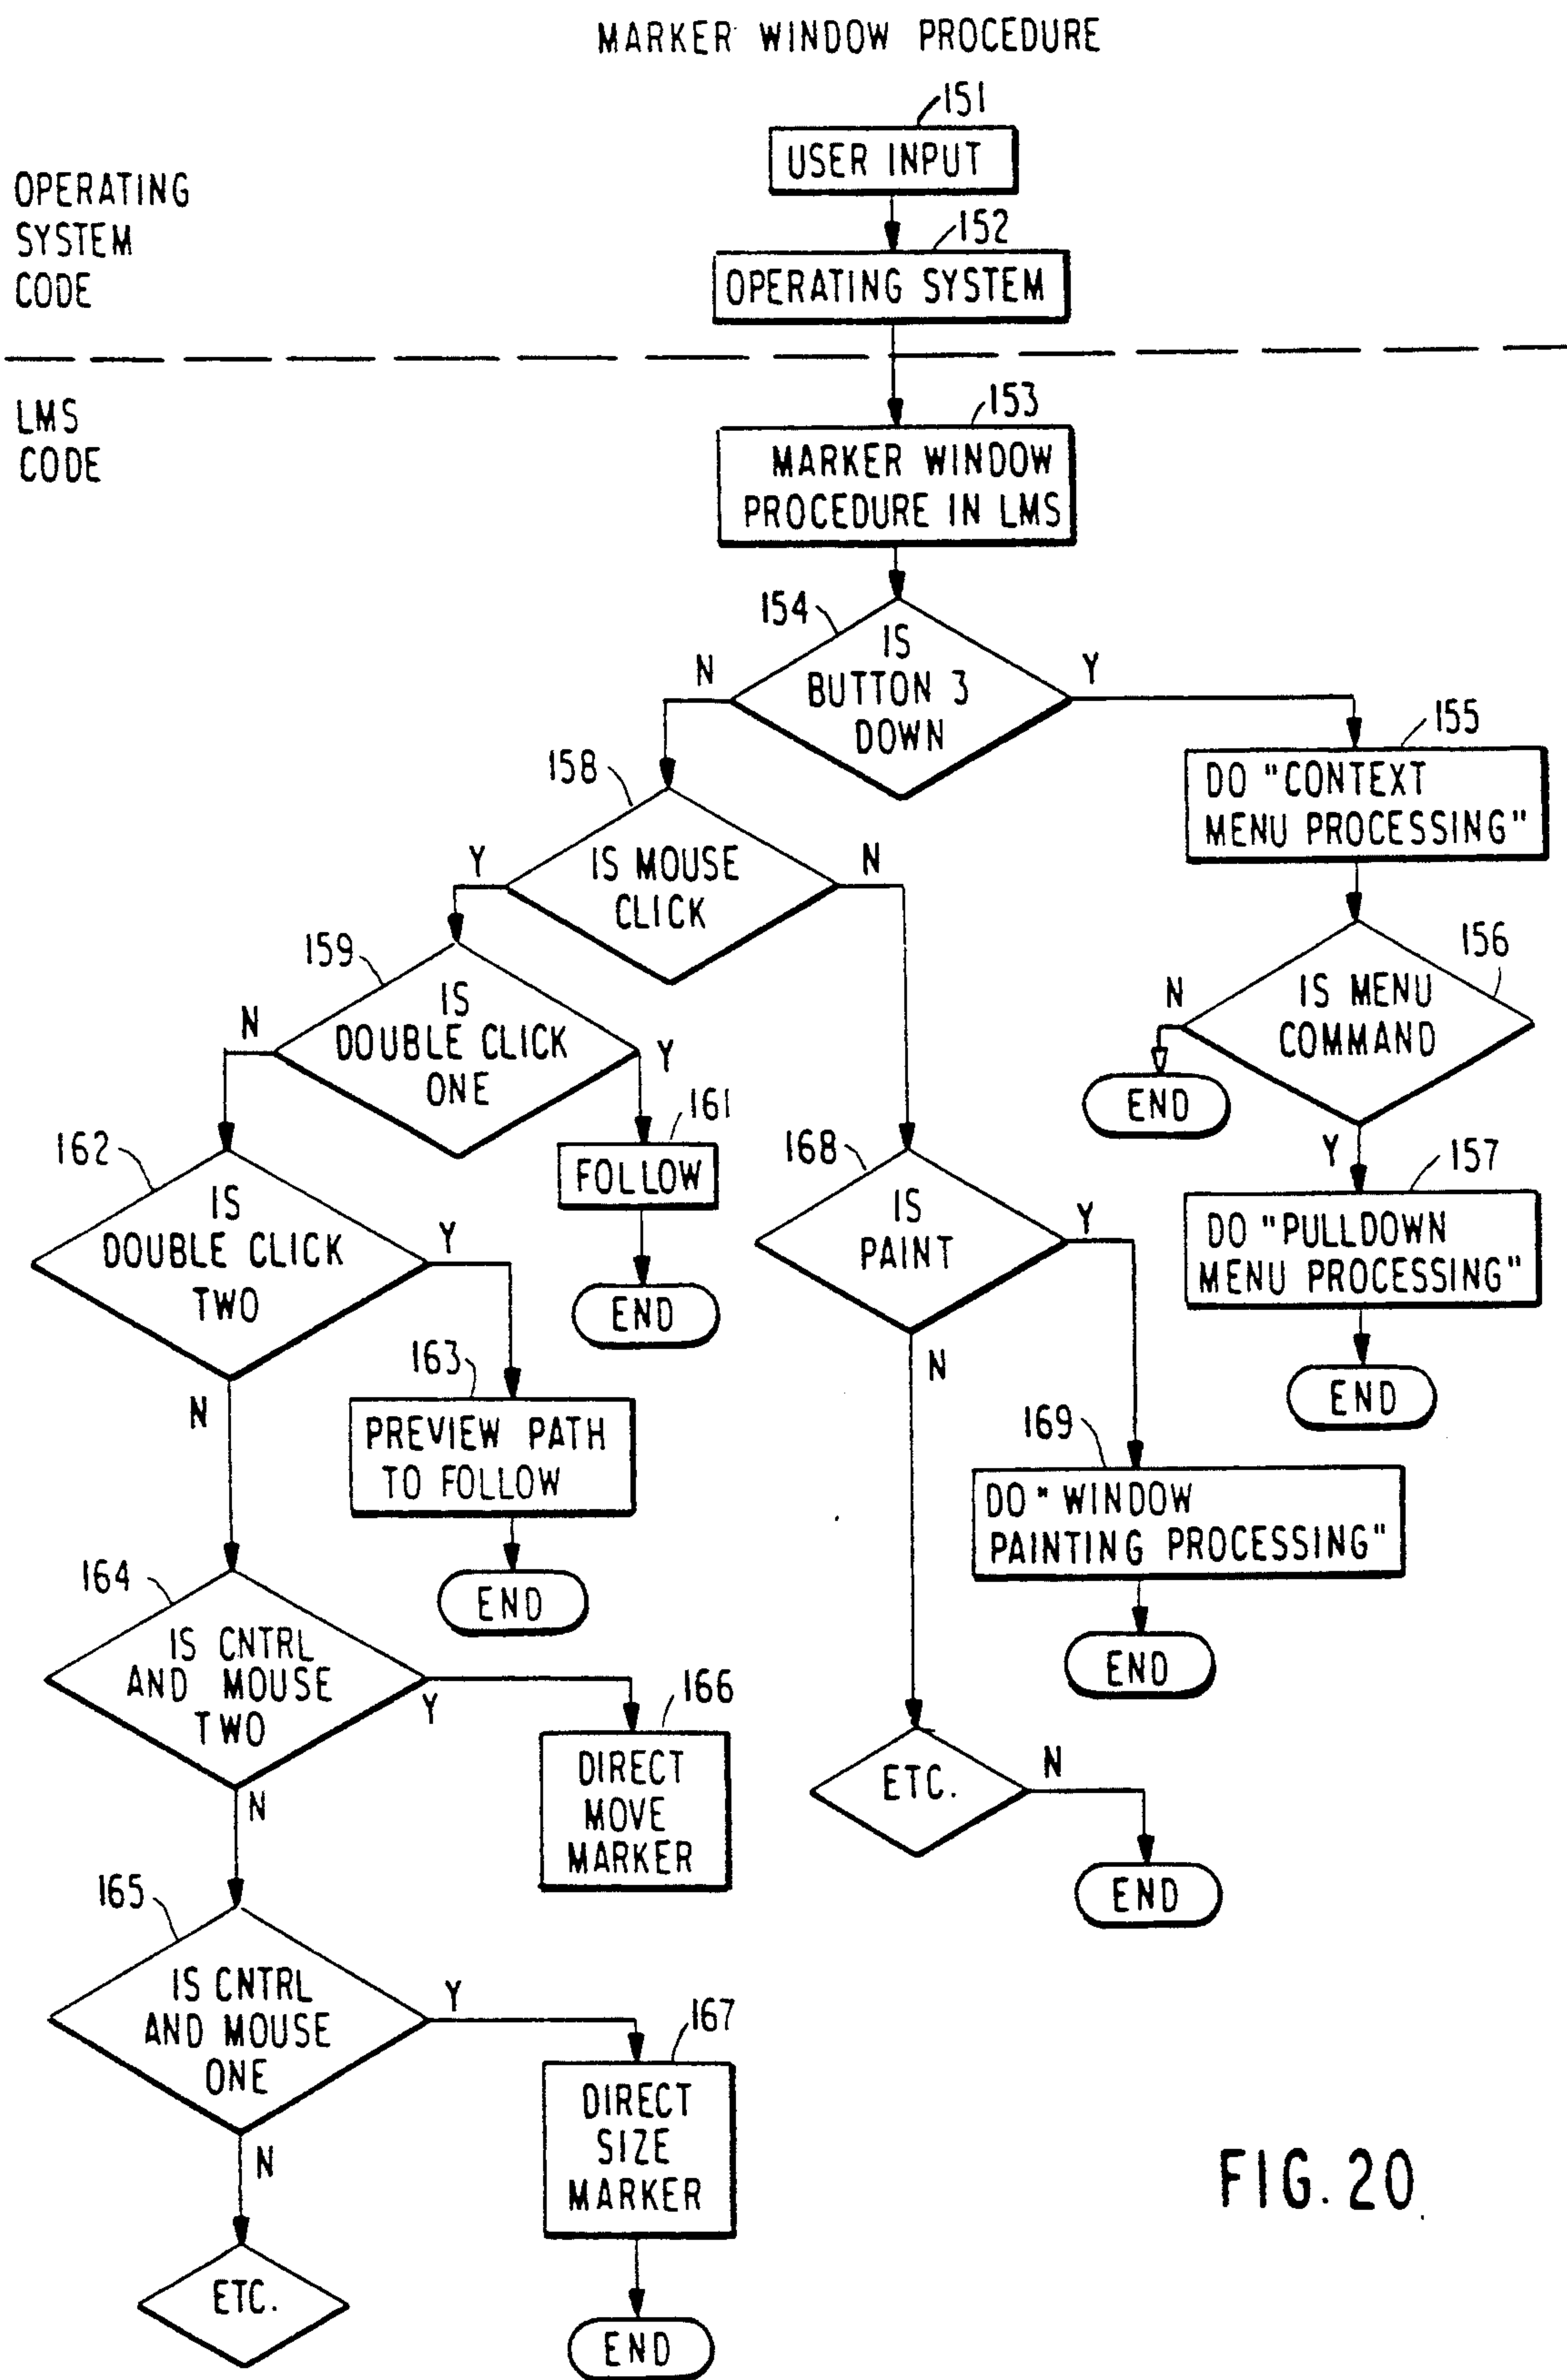 MARKER WINDOW PROCEDURE
151
USER INPUT
OPERATING
SYSTEM
CODE
152
OPERATING SYSTEM
LMS
CODE
153
MARKER WINDOW
PROCEDURE IN LMS
154
IS
BUTTON 3
DOWN
N
Y
155
DO "CONTEXT
MENU PROCESSING"
158
IS MOUSE
CLICK
Y
N
156
IS MENU
COMMAND
N
END
Y
157
DO "PULLDOWN
MENU PROCESSING"
END
159
IS
DOUBLE CLICK
ONE
N
Y
161
FOLLOW
END
162
IS
DOUBLE CLICK
TWO
Y
N
163
PREVIEW PATH
TO FOLLOW
END
168
IS
PAINT
Y
N
169
DO "WINDOW
PAINTING PROCESSING"
END
164
IS CNTRL
AND MOUSE
TWO
Y
N
166
DIRECT
MOVE
MARKER
ETC.
N
END
165
IS CNTRL
AND MOUSE
ONE
Y
N
167
DIRECT
SIZE
MARKER
END
ETC.
FIG. 20